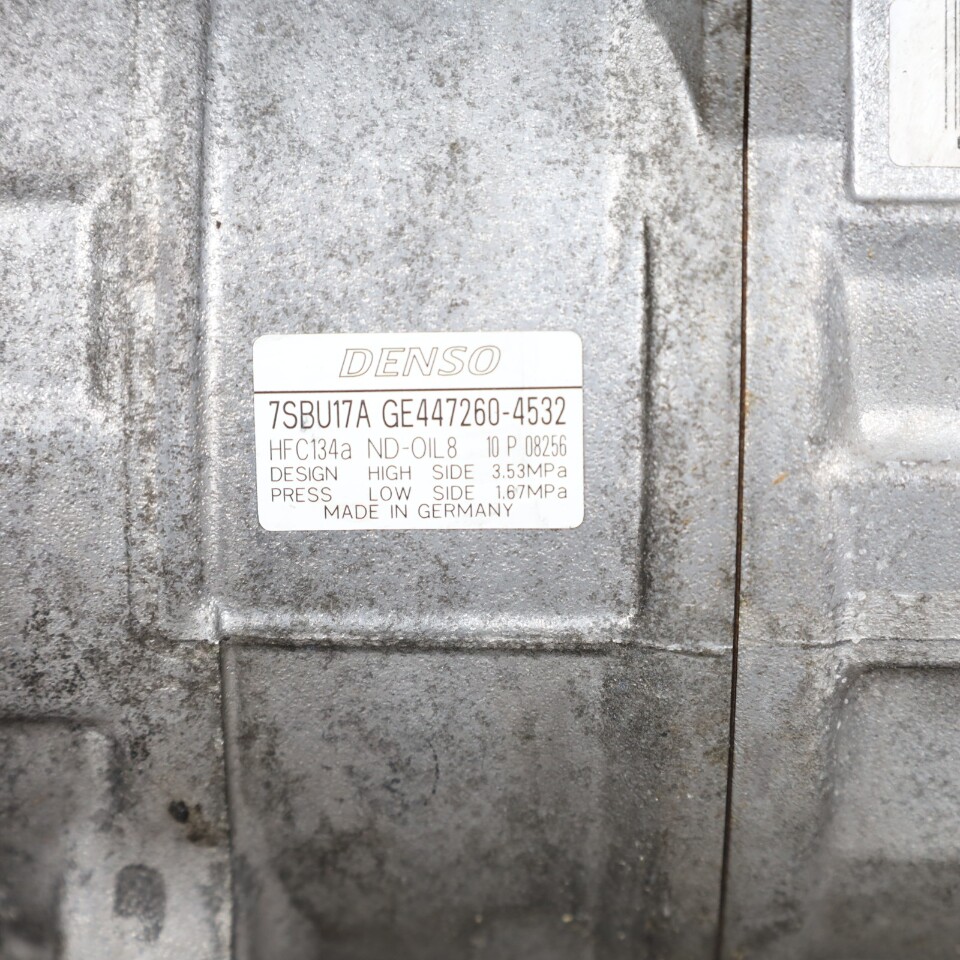 DENSO
7SBU17A GE447260-4532
HFC134a ND-OIL8 10 P 08256
DESIGN HIGH SIDE 3.53MPa
PRESS LOW SIDE 1.67MPa
MADE IN GERMANY